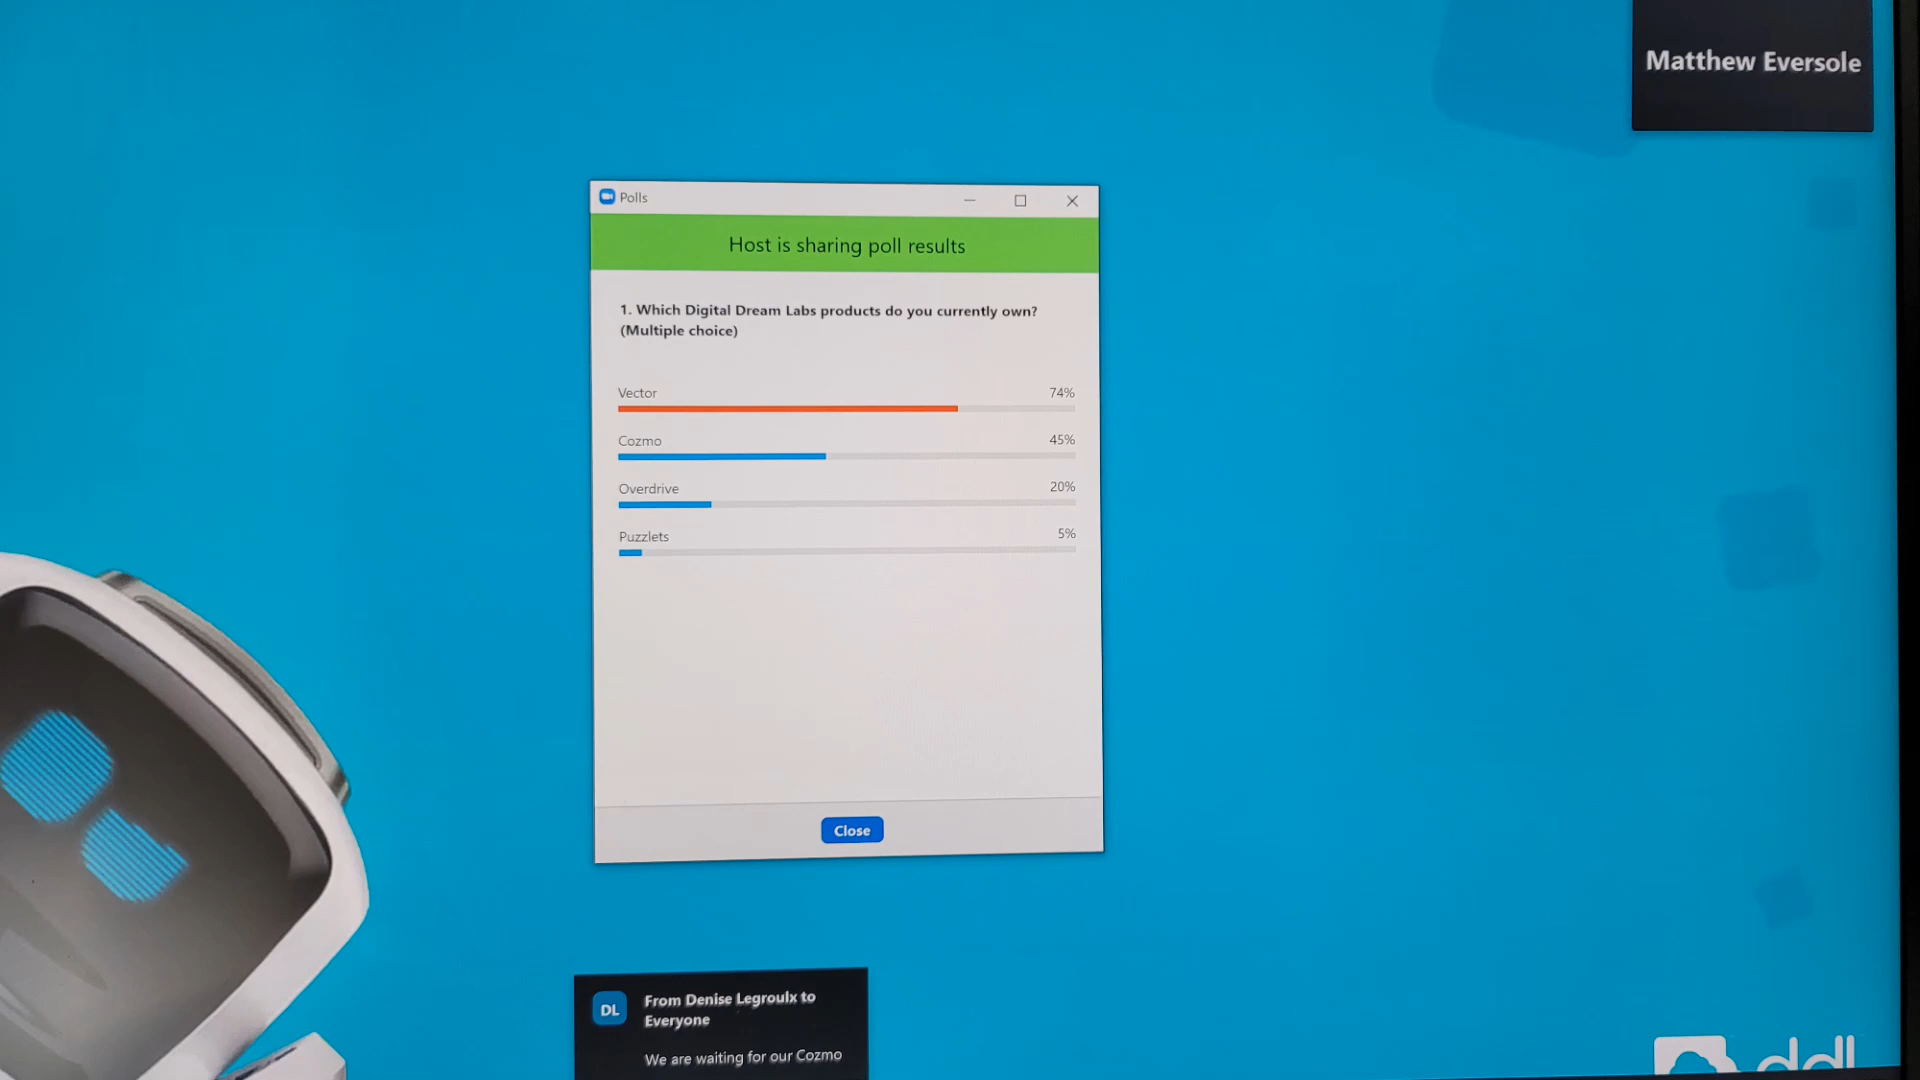 Matthew Eversole
Polls
Host is sharing poll results
1. Which Digital Dream Labs products do you currently own?
(Multiple choice)
Vector 74%
Cozmo 45%
Overdrive 20%
Puzzlets 5%
Close
DL
From Denise Legroulx to
Everyone
We are waiting for our Cozmo
ddl